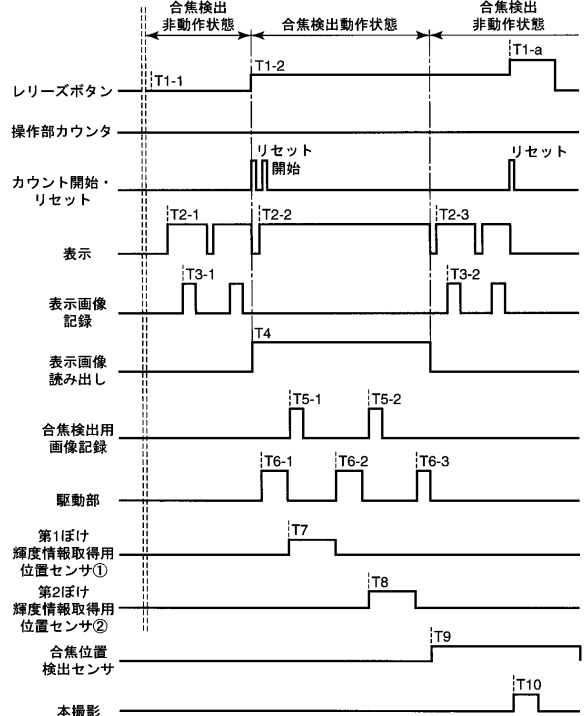 合焦検出
非動作状態
合焦検出動作状態
合焦検出
非動作状態
レリーズボタン
T1-1
T1-2
T1-a
操作部カウンタ
カウント開始・
リセット
リセット
開始
リセット
表示
T2-1
T2-2
T2-3
表示画像
記録
T3-1
T3-2
表示画像
読み出し
T4
合焦検出用
画像記録
T5-1
T5-2
駆動部
T6-1
T6-2
T6-3
第1ぼけ
輝度情報取得用
位置センサ①
T7
第2ぼけ
輝度情報取得用
位置センサ②
T8
合焦位置
検出センサ
T9
本撮影
T10